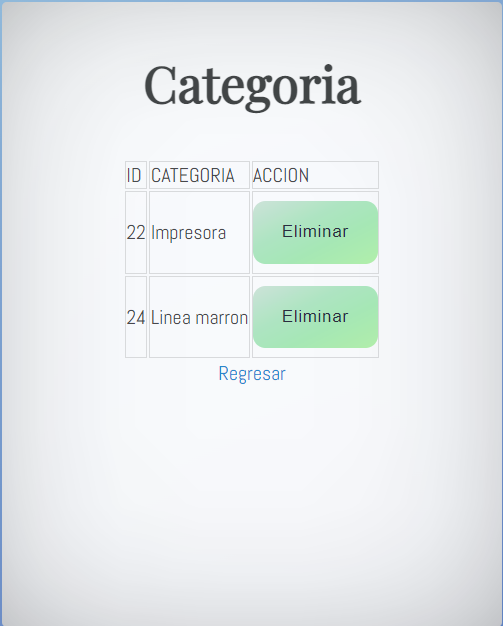 Categoria
ID CATEGORIA ACCION
22 Impresora Eliminar
24 Linea marron Eliminar
Regresar